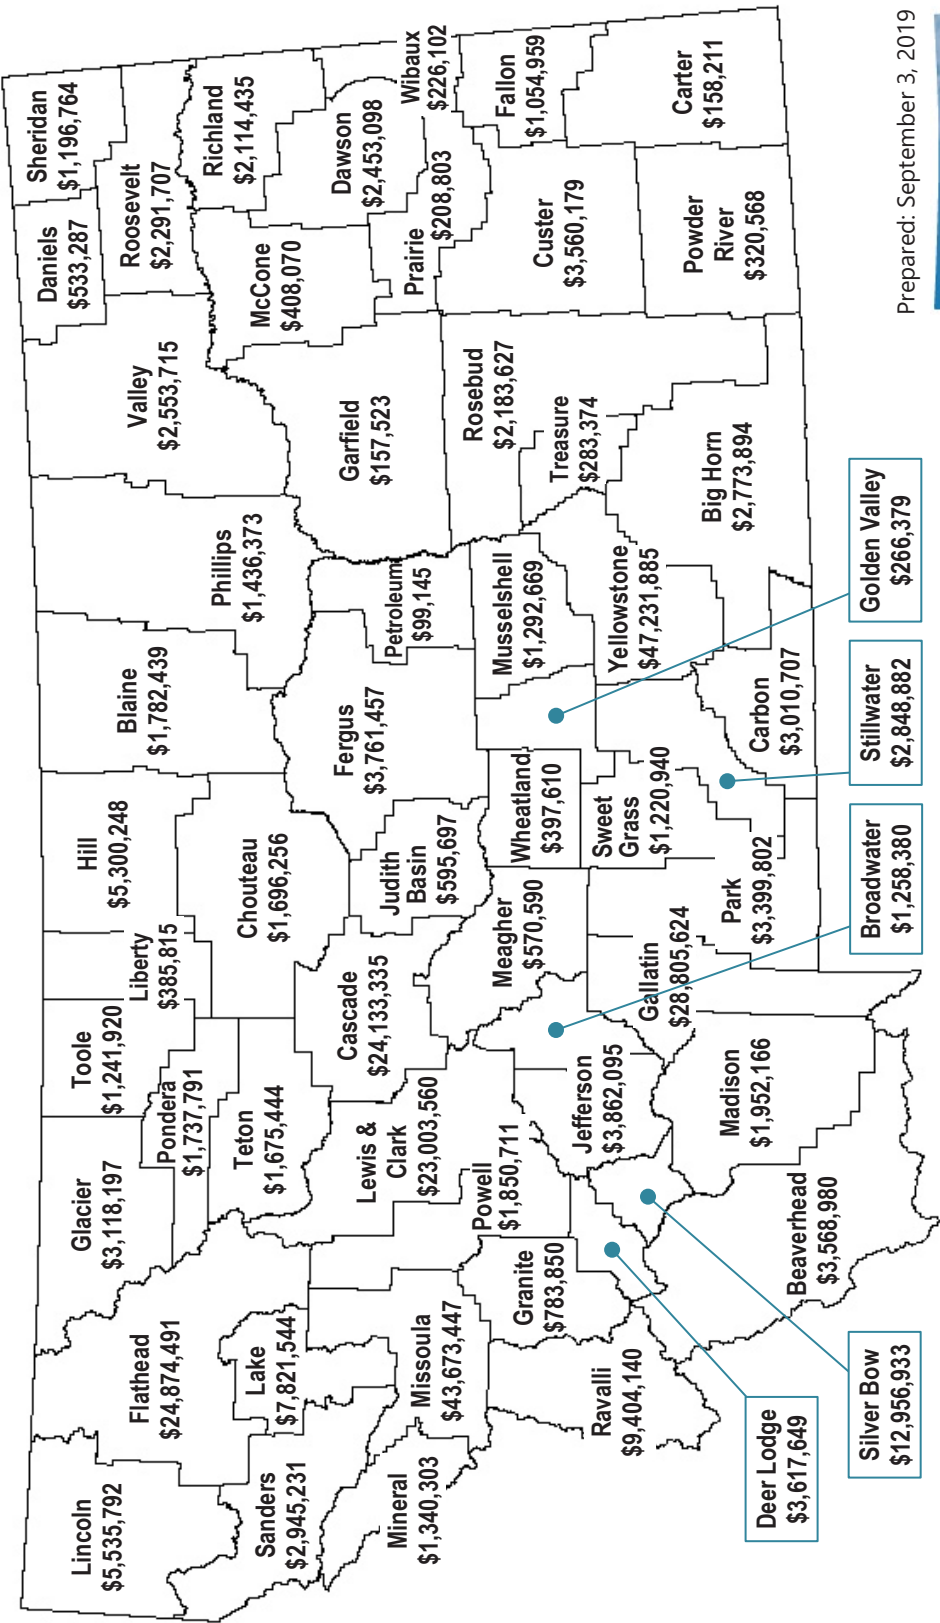 Lincoln
$5,535,792
Flathead
$24,874,491
Glacier
$3,118,197
Toole
$1,241,920
Liberty
$385,815
Hill
$5,300,248
Blaine
$1,782,439
Phillips
$1,436,373
Valley
$2,553,715
Daniels
$533,287
Sheridan
$1,196,764
Roosevelt
$2,291,707
Richland
$2,114,435
Pondera
$1,737,791
Teton
$1,675,444
Chouteau
$1,696,256
Sanders
$2,945,231
Lake
$7,821,544
Mineral
$1,340,303
Missoula
$43,673,447
Lewis &
Clark
$23,003,560
Powell
$1,850,711
Cascade
$24,133,335
Judith
Basin
$595,697
Fergus
$3,761,457
Petroleum
$99,145
Garfield
$157,523
McCone
$408,070
Dawson
$2,453,098
Prairie
$208,803
Wibaux
$226,102
Granite
$783,850
Ravalli
$9,404,140
Jefferson
$3,862,095
Meagher
$570,590
Wheatland
$397,610
Musselshell
$1,292,669
Rosebud
$2,183,627
Treasure
$283,374
Custer
$3,560,179
Fallon
$1,054,959
Gallatin
$28,805,624
Park
$3,399,802
Sweet
Grass
$1,220,940
Yellowstone
$47,231,885
Big Horn
$2,773,894
Powder
River
$320,568
Carter
$158,211
Beaverhead
$3,568,980
Madison
$1,952,166
Carbon
$3,010,707
Deer Lodge
$3,617,649
Silver Bow
$12,956,933
Broadwater
$1,258,380
Stillwater
$2,848,882
Golden Valley
$266,379
Prepared: September 3, 2019